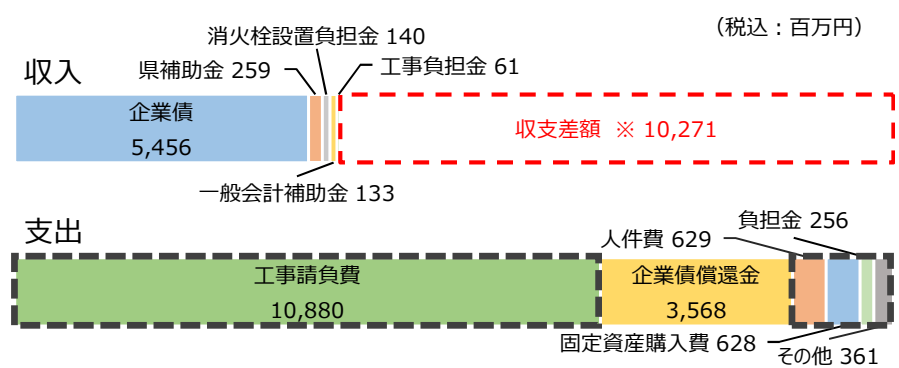 （税込：百万円）
消火栓設置負担金 140
収入
県補助金 259
工事負担金 61
企業債
5,456
収支差額 ※ 10,271
一般会計補助金 133
支出
負担金 256
人件費 629
工事請負費
10,880
企業債償還金
3,568
固定資産購入費 628
その他 361